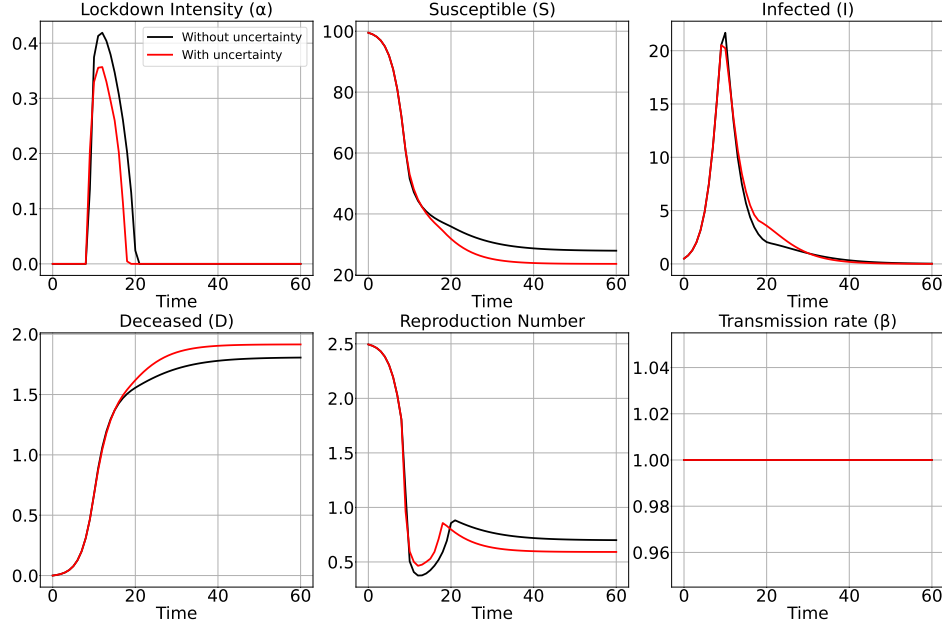 Lockdown Intensity (α)
Without uncertainty
With uncertainty
0.4
0.3
0.2
0.1
0.0
0 20 40 60
Time
Susceptible (S)
100
80
60
40
20
0 20 40 60
Time
Infected (I)
20
15
10
5
0
0 20 40 60
Time
Deceased (D)
2.0
1.5
1.0
0.5
0.0
0 20 40 60
Time
Reproduction Number
2.5
2.0
1.5
1.0
0.5
0 20 40 60
Time
Transmission rate (β)
1.04
1.02
1.00
0.98
0.96
0 20 40 60
Time